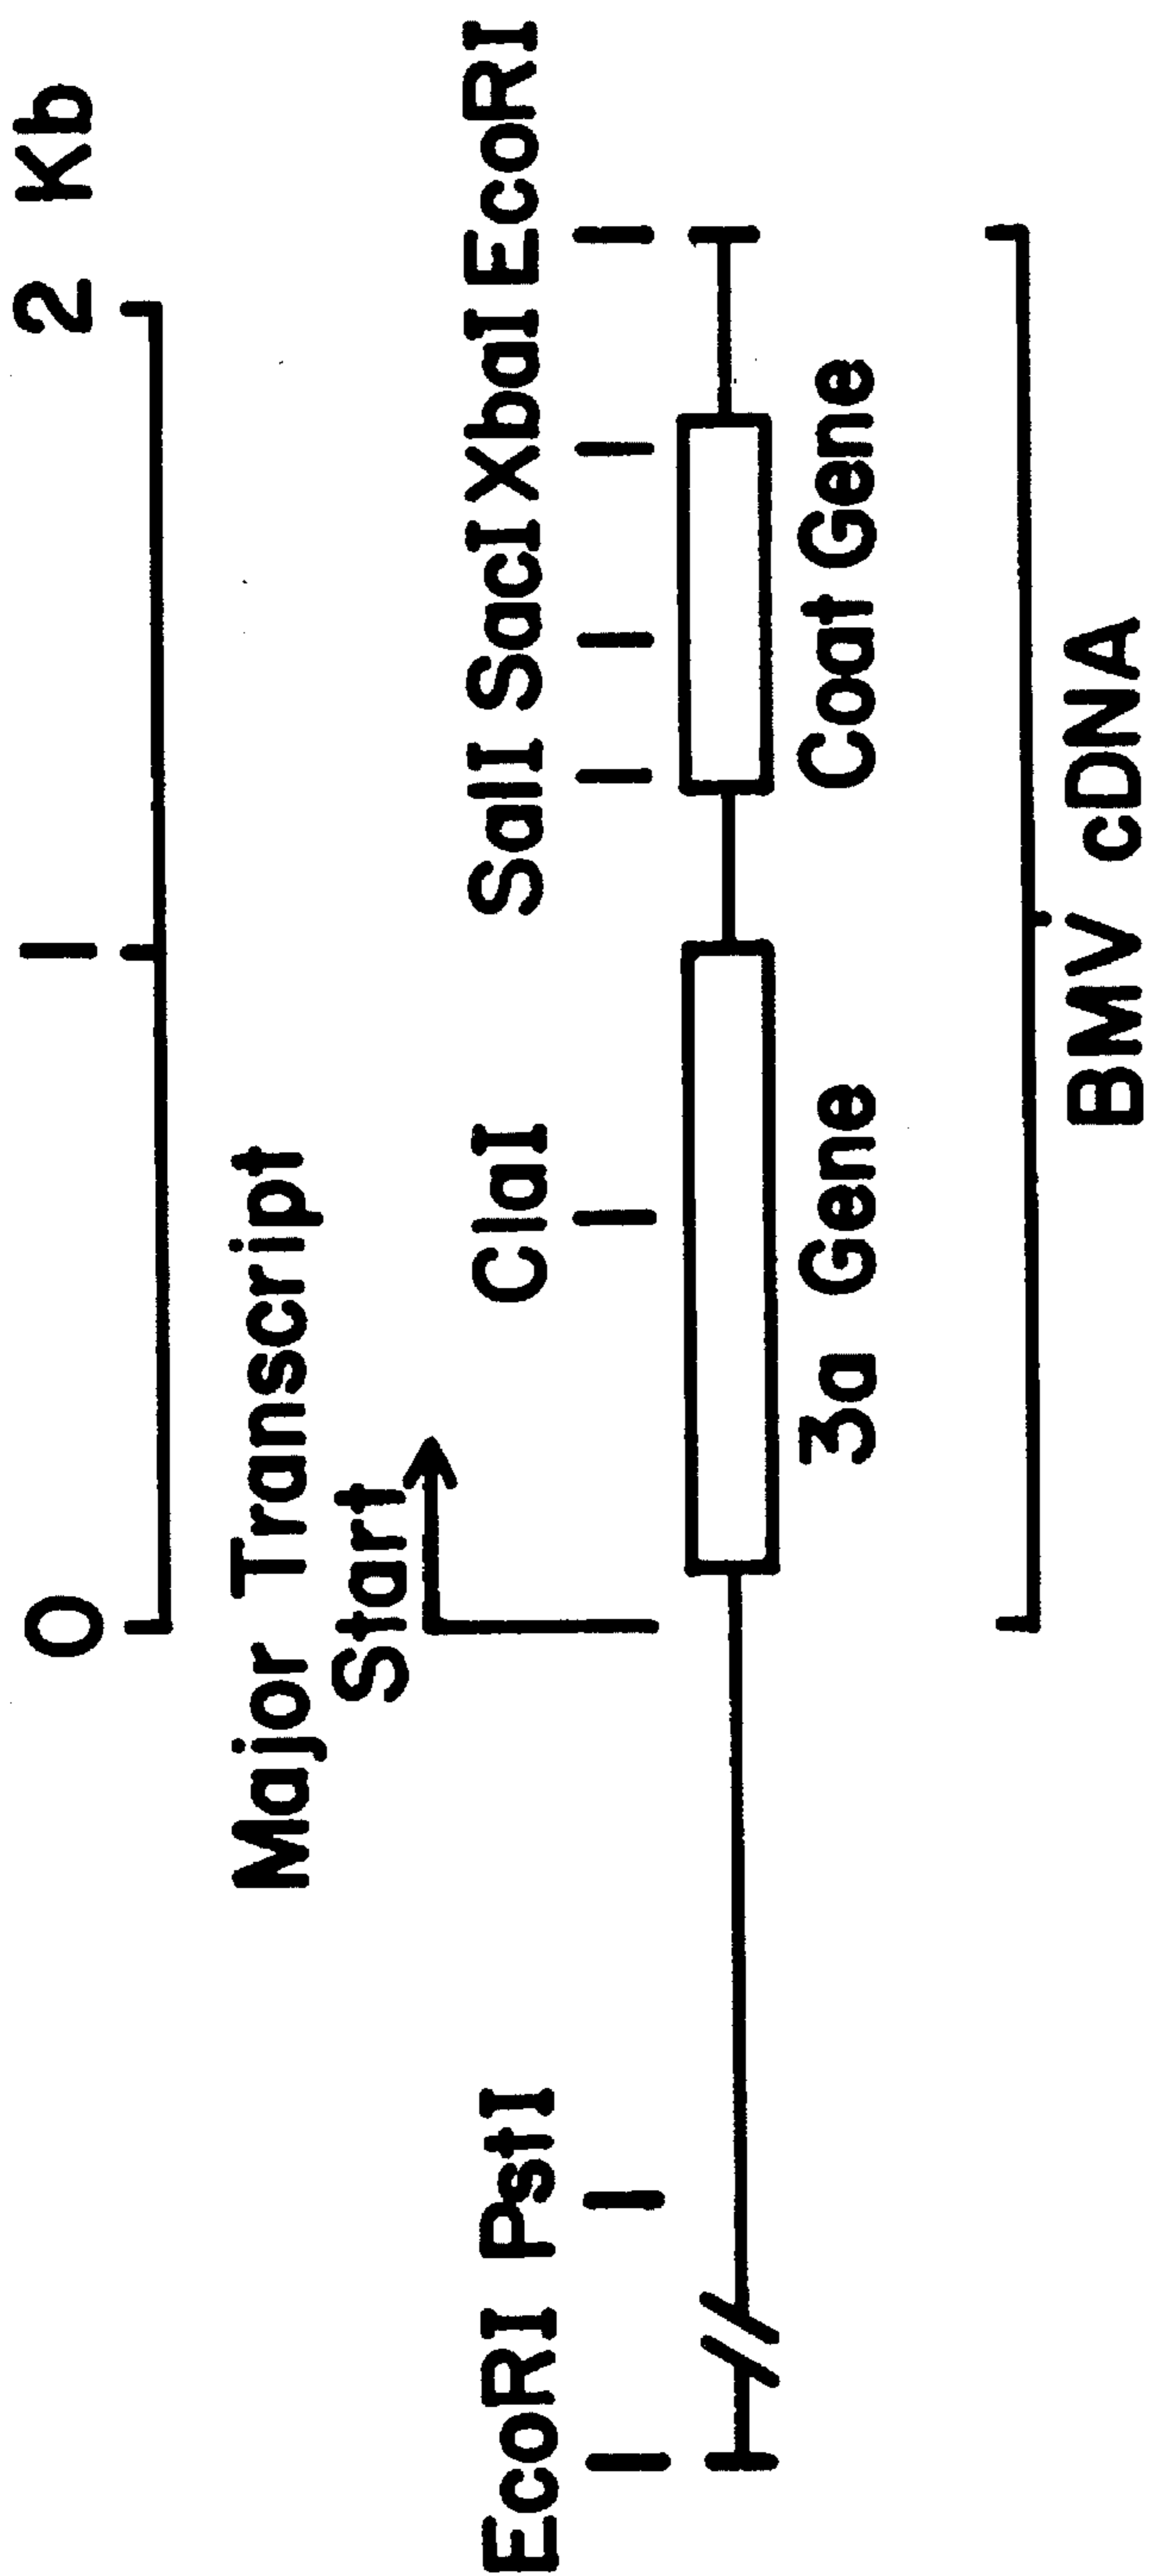 0 1 2 Kb
Major Transcript
Start
EcoRI PstI ClaI SalI SacI XbaI EcoRI
3a Gene Coat Gene
BMV cDNA